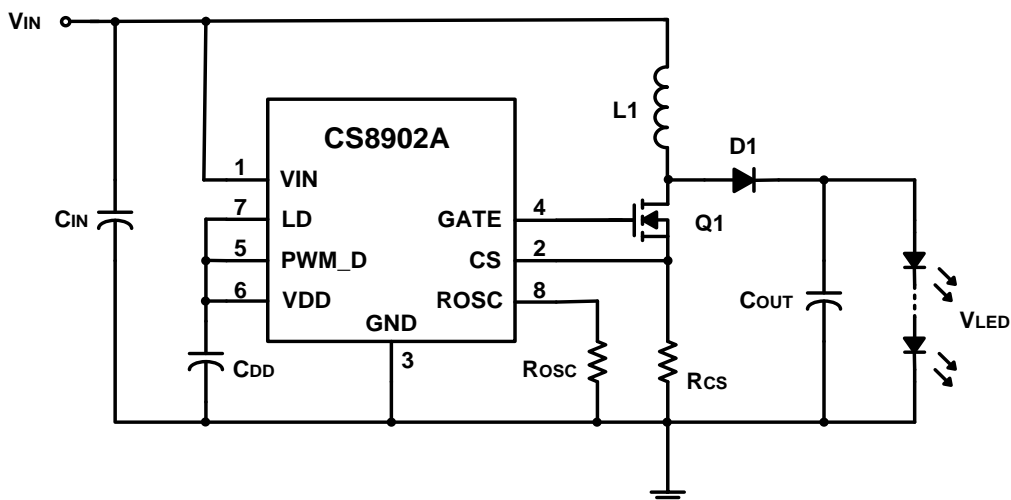 VIN
CS8902A
1
VIN
7
LD
5
PWM_D
6
VDD
GATE
4
CS
2
ROSC
8
GND
3
CIN
CDD
L1
D1
Q1
ROSC
RCS
COUT
VLED